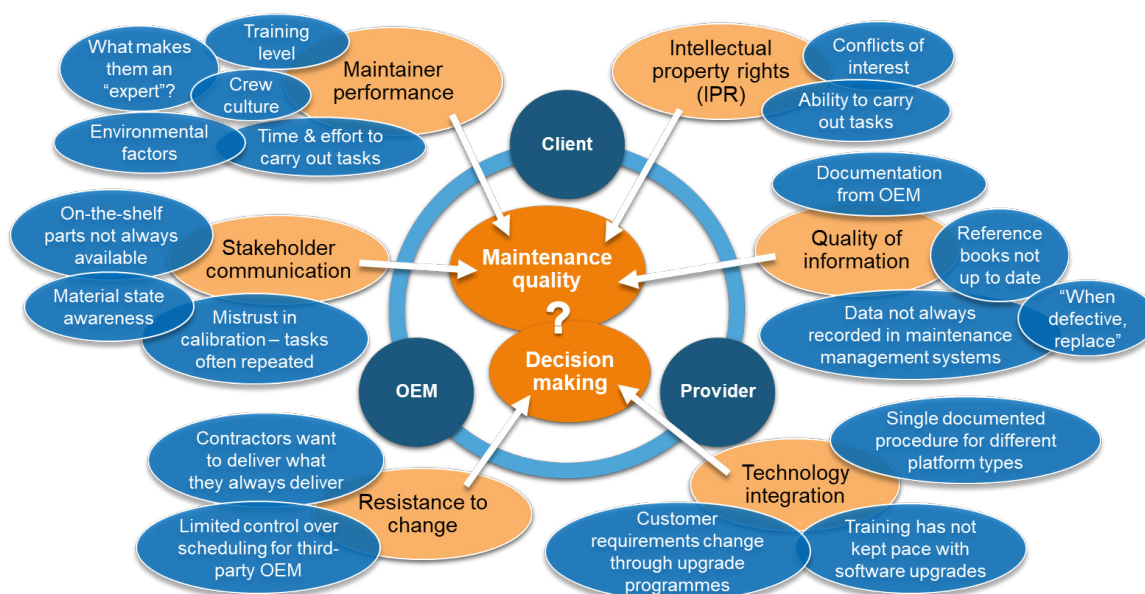 What makes
them an
“expert”?
Training
level
Crew
culture
Environmental
factors
Time & effort to
carry out tasks
Maintainer
performance
Intellectual
property rights
(IPR)
Conflicts of
interest
Ability to carry
out tasks
Client
On-the-shelf
parts not always
available
Material state
awareness
Mistrust in
calibration – tasks
often repeated
Stakeholder
communication
Maintenance
quality
?
Decision
making
Documentation
from OEM
Quality of
information
Reference
books not
up to date
“When
defective,
replace”
Data not always
recorded in maintenance
management systems
OEM
Provider
Contractors want
to deliver what
they always deliver
Limited control over
scheduling for third-
party OEM
Resistance to
change
Technology
integration
Single documented
procedure for different
platform types
Customer
requirements change
through upgrade
programmes
Training has not
kept pace with
software upgrades